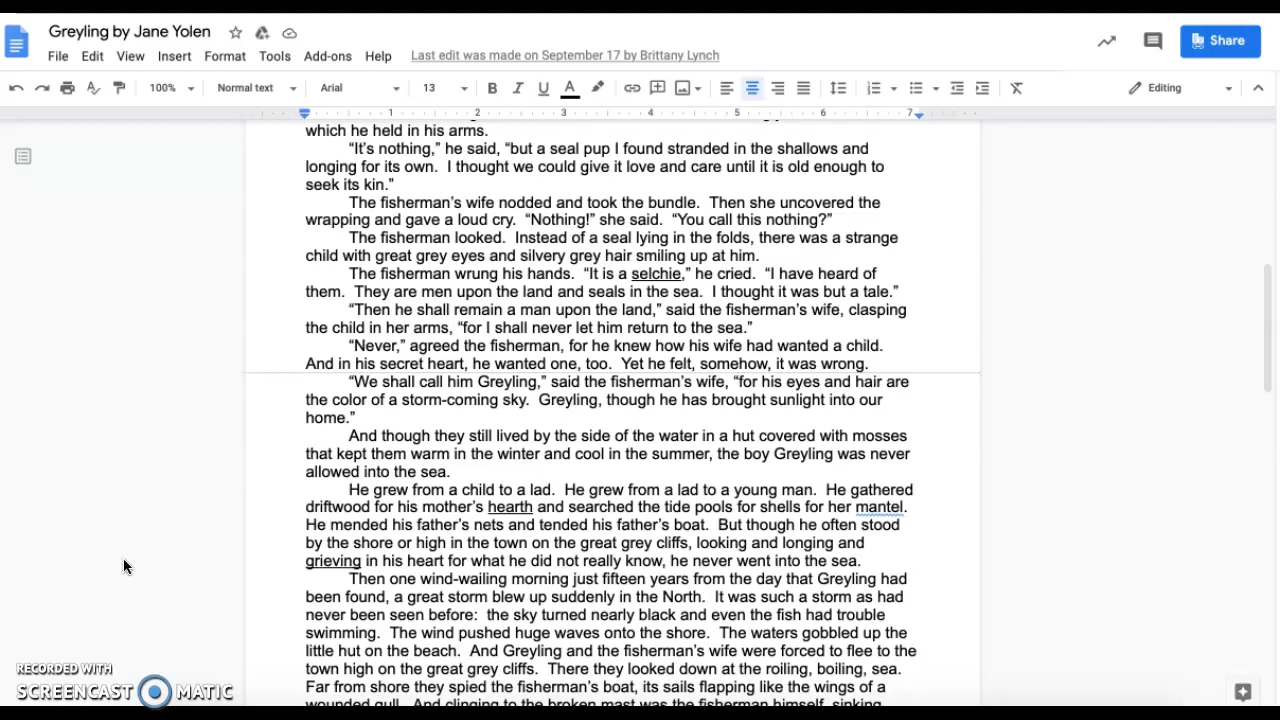 Greyling by Jane Yolen
File Edit View Insert Format Tools Add-ons Help Last edit was made on September 17 by Brittany Lynch
Share
100% Normal text Arial 13 B I U A Editing
1 2 3 4 5 6 7
which he held in his arms.
“It’s nothing,” he said, “but a seal pup I found stranded in the shallows and
longing for its own. I thought we could give it love and care until it is old enough to
seek its kin.”
The fisherman’s wife nodded and took the bundle. Then she uncovered the
wrapping and gave a loud cry. “Nothing!” she said. “You call this nothing?”
The fisherman looked. Instead of a seal lying in the folds, there was a strange
child with great grey eyes and silvery grey hair smiling up at him.
The fisherman wrung his hands. “It is a selchie,” he cried. “I have heard of
them. They are men upon the land and seals in the sea. I thought it was but a tale.”
“Then he shall remain a man upon the land,” said the fisherman’s wife, clasping
the child in her arms, “for I shall never let him return to the sea.”
“Never,” agreed the fisherman, for he knew how his wife had wanted a child.
And in his secret heart, he wanted one, too. Yet he felt, somehow, it was wrong.
“We shall call him Greyling,” said the fisherman’s wife, “for his eyes and hair are
the color of a storm-coming sky. Greyling, though he has brought sunlight into our
home.”
And though they still lived by the side of the water in a hut covered with mosses
that kept them warm in the winter and cool in the summer, the boy Greyling was never
allowed into the sea.
He grew from a child to a lad. He grew from a lad to a young man. He gathered
driftwood for his mother’s hearth and searched the tide pools for shells for her mantel.
He mended his father’s nets and tended his father’s boat. But though he often stood
by the shore or high in the town on the great grey cliffs, looking and longing and
grieving in his heart for what he did not really know, he never went into the sea.
Then one wind-wailing morning just fifteen years from the day that Greyling had
been found, a great storm blew up suddenly in the North. It was such a storm as had
never been seen before: the sky turned nearly black and even the fish had trouble
swimming. The wind pushed huge waves onto the shore. The waters gobbled up the
little hut on the beach. And Greyling and the fisherman’s wife were forced to flee to the
town high on the great grey cliffs. There they looked down at the roiling, boiling, sea.
Far from shore they spied the fisherman’s boat, its sails flapping like the wings of a
wounded gull. And clinging to the broken mast was the fisherman himself, sinking
RECORDED WITH
SCREENCAST MATIC